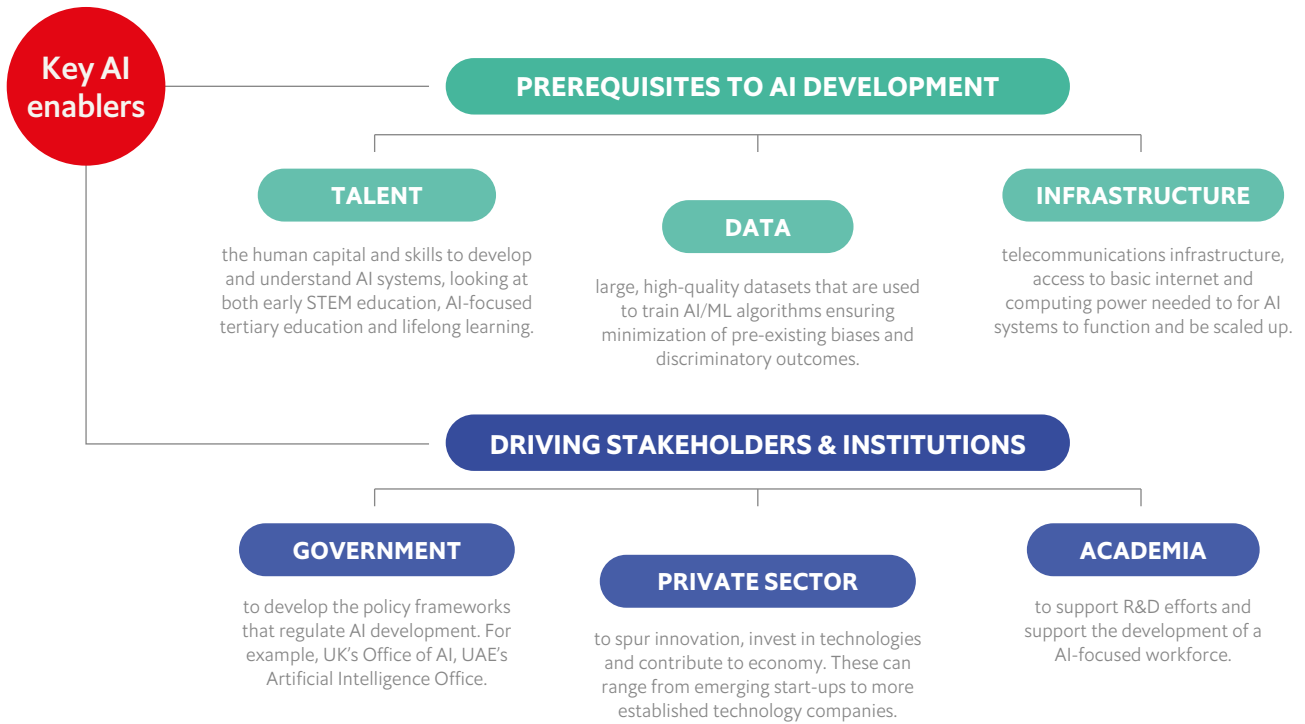 Key AI
enablers
PREREQUISITES TO AI DEVELOPMENT
TALENT
the human capital and skills to develop
and understand AI systems, looking at
both early STEM education, AI-focused
tertiary education and lifelong learning.
DATA
large, high-quality datasets that are used
to train AI/ML algorithms ensuring
minimization of pre-existing biases and
discriminatory outcomes.
INFRASTRUCTURE
telecommunications infrastructure,
access to basic internet and
computing power needed to for AI
systems to function and be scaled up.
DRIVING STAKEHOLDERS & INSTITUTIONS
GOVERNMENT
to develop the policy frameworks
that regulate AI development. For
example, UK’s Office of AI, UAE’s
Artificial Intelligence Office.
PRIVATE SECTOR
to spur innovation, invest in technologies
and contribute to economy. These can
range from emerging start-ups to more
established technology companies.
ACADEMIA
to support R&D efforts and
support the development of a
AI-focused workforce.